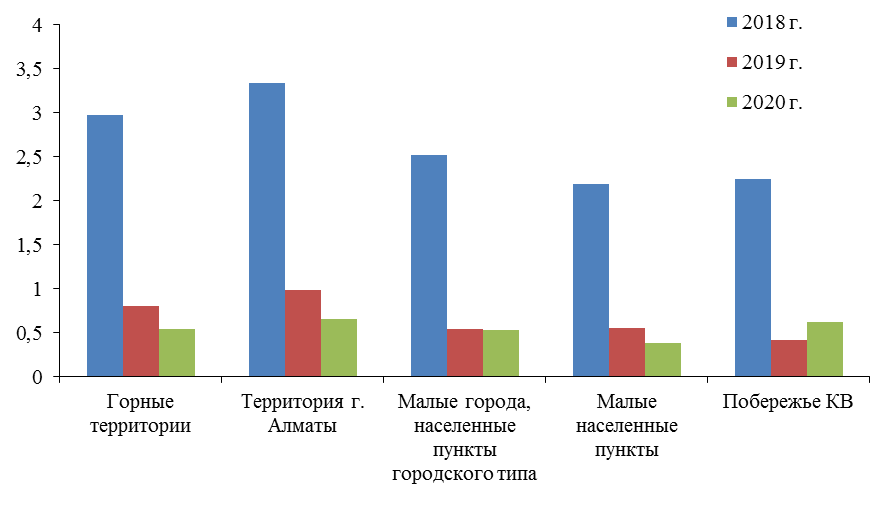 4
3,5
3
2,5
2
1,5
1
0,5
0
2018 г.
2019 г.
2020 г.
Горные
территории
Территория г.
Алматы
Малые города,
населенные
пункты
городского типа
Малые
населенные
пункты
Побережье КВ